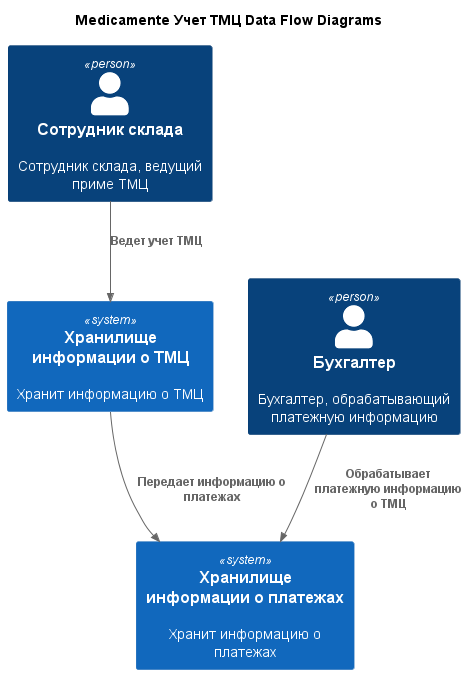 Medicamente Учет ТМЦ Data Flow Diagrams
«person»
Сотрудник склада
Сотрудник склада, ведущий
приме ТМЦ
Ведет учет ТМЦ
«system»
Хранилище
информации о ТМЦ
Хранит информацию о ТМЦ
«person»
Бухгалтер
Бухгалтер, обрабатывающий
платежную информацию
Передает информацию о
платежах
Обрабатывает
платежную информацию
о ТМЦ
«system»
Хранилище
информации о платежах
Хранит информацию о
платежах